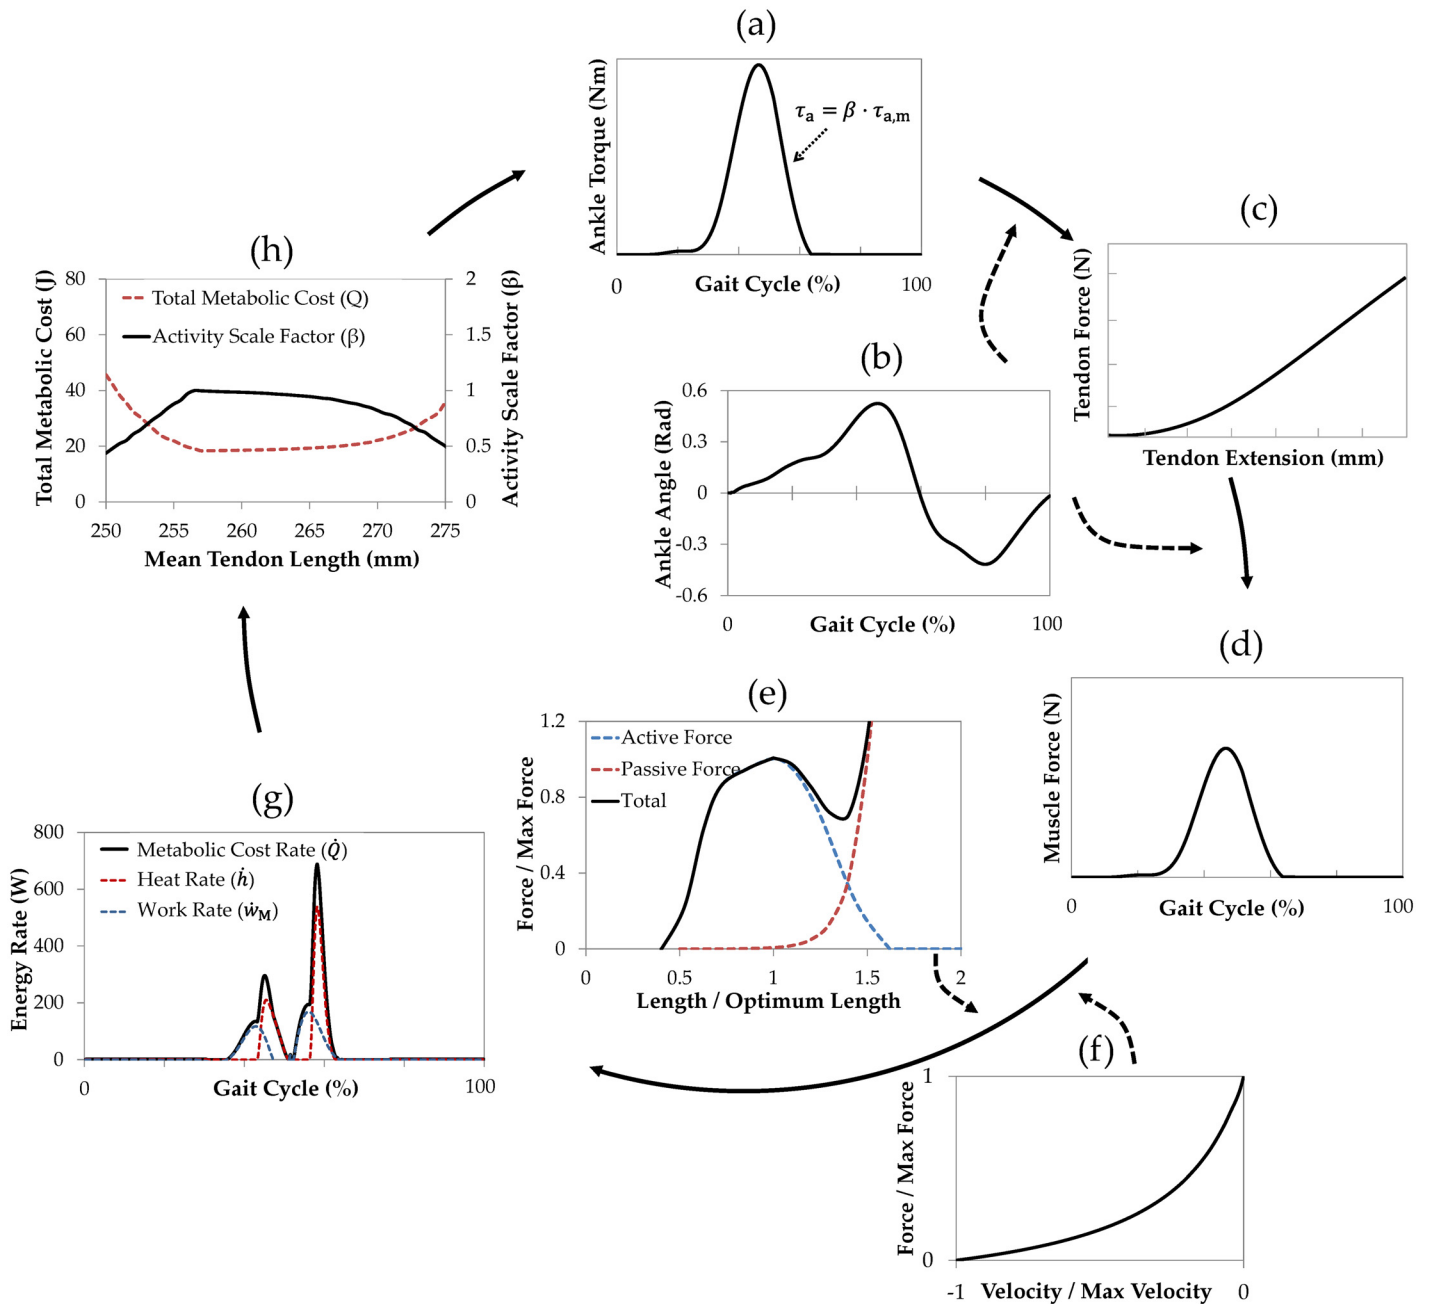 (a)
Ankle Torque (Nm)
τa = β · τa,m
0
Gait Cycle (%)
100
(h)
80
60
40
20
0
Total Metabolic Cost (J)
Total Metabolic Cost (Q)
Activity Scale Factor (β)
2
1.5
1
0.5
0
Activity Scale Factor (β)
250
255
260
265
270
275
Mean Tendon Length (mm)
(c)
Tendon Force (N)
Tendon Extension (mm)
(b)
0.6
0.3
0
-0.3
-0.6
Ankle Angle (Rad)
0
Gait Cycle (%)
100
(d)
Muscle Force (N)
0
Gait Cycle (%)
100
(e)
1.2
0.8
0.4
0
Force / Max Force
Active Force
Passive Force
Total
0
0.5
1
1.5
2
Length / Optimum Length
(g)
800
600
400
200
0
Energy Rate (W)
Metabolic Cost Rate (Q̇)
Heat Rate (ḣ)
Work Rate (ẇM)
0
Gait Cycle (%)
100
(f)
1
0
Force / Max Force
-1
Velocity / Max Velocity
0